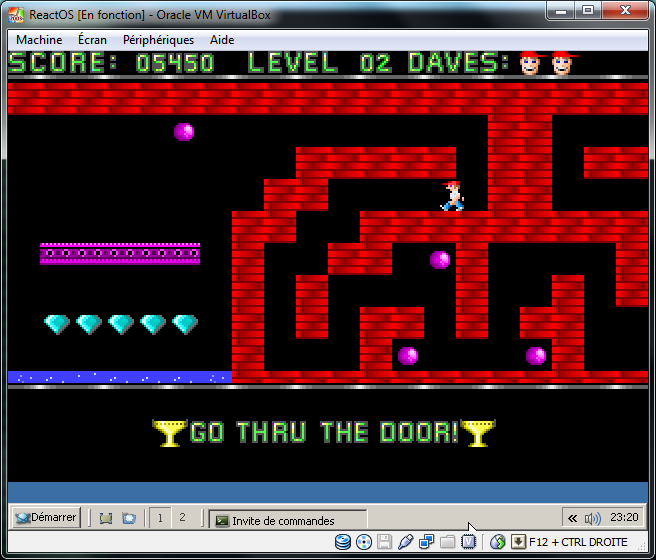 ReactOS [En fonction] - Oracle VM VirtualBox
Machine Écran Périphériques Aide
SCORE: 05450 LEVEL 02 DAVES:
GO THRU THE DOOR!
Démarrer 1 2 Invite de commandes « 23:20
F12 + CTRL DROITE